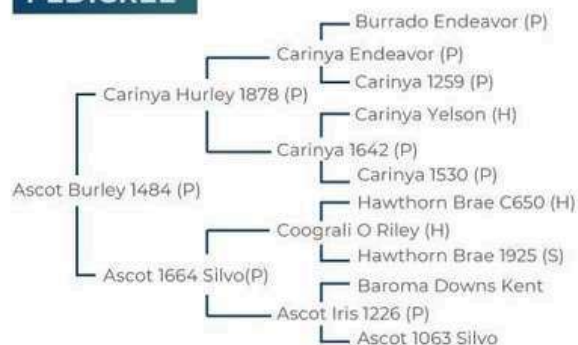 PEDIGREE
Burrado Endeavor (P)
Carinya Endeavor (P)
Carinya 1259 (P)
Carinya Hurley 1878 (P)
Carinya Yelson (H)
Carinya 1642 (P)
Carinya 1530 (P)
Ascot Burley 1484 (P)
Hawthorn Brae C650 (H)
Coograli O Riley (H)
Hawthorn Brae 1925 (S)
Ascot 1664 Silvo(P)
Baroma Downs Kent
Ascot Iris 1226 (P)
Ascot 1063 Silvo